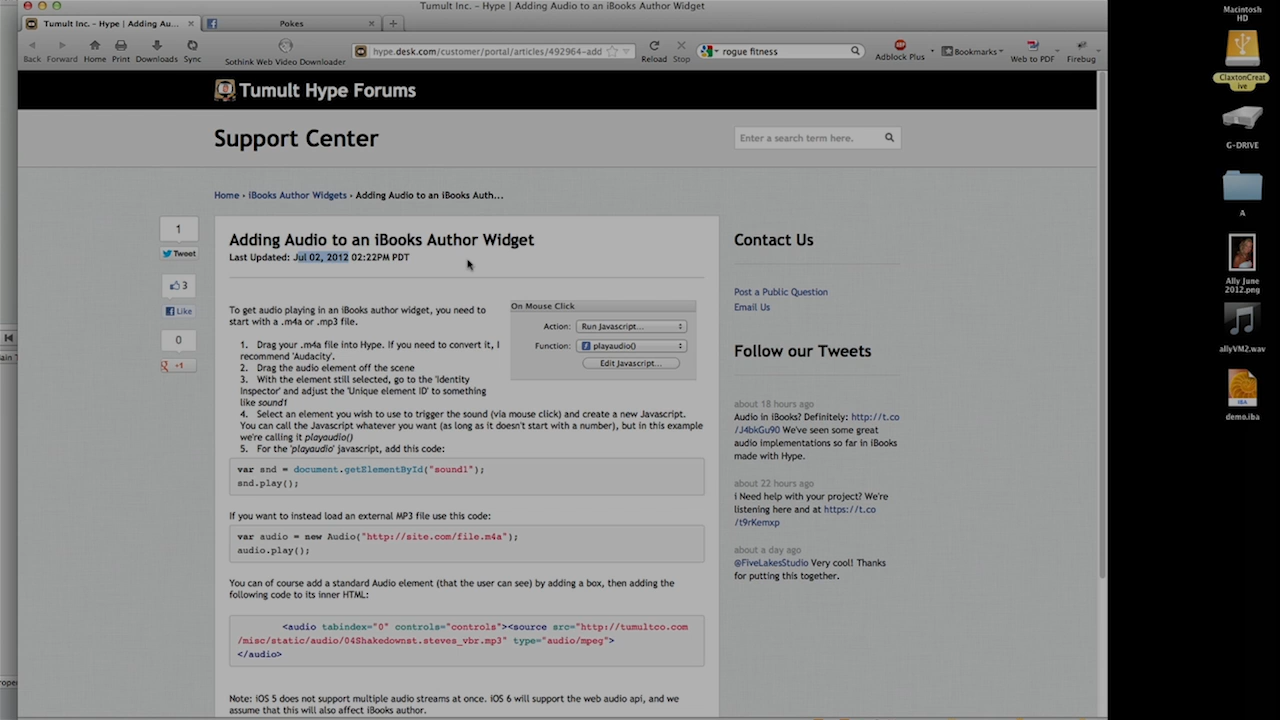 Tumult Inc. – Hype | Adding Audio to an iBooks Author Widget
Tumult Inc. – Hype | Adding Au...
Pokes
Back
Forward
Home
Print
Downloads
Sync
Sothink Web Video Downloader
hype.desk.com/customer/portal/articles/492964-add
Reload
Stop
rogue fitness
Adblock Plus
Bookmarks
Web to PDF
Firebug
Tumult Hype Forums
Support Center
Enter a search term here.
Home › iBooks Author Widgets › Adding Audio to an iBooks Auth...
1
Tweet
3
Like
0
+1
Adding Audio to an iBooks Author Widget
Last Updated: Jul 02, 2012 02:22PM PDT
To get audio playing in an iBooks author widget, you need to
start with a .m4a or .mp3 file.
1. Drag your .m4a file into Hype. If you need to convert it, I
recommend 'Audacity'.
2. Drag the audio element off the scene
3. With the element still selected, go to the 'Identity
Inspector' and adjust the 'Unique element ID' to something
like sound1
4. Select an element you wish to use to trigger the sound (via mouse click) and create a new Javascript.
You can call the Javascript whatever you want (as long as it doesn't start with a number), but in this example
we're calling it playaudio()
5. For the 'playaudio' javascript, add this code:
On Mouse Click
Action: Run Javascript...
Function: playaudio()
Edit Javascript...
var snd = document.getElementById("sound1");
snd.play();
If you want to instead load an external MP3 file use this code:
var audio = new Audio("http://site.com/file.m4a");
audio.play();
You can of course add a standard Audio element (that the user can see) by adding a box, then adding the
following code to its inner HTML:
<audio tabindex="0" controls="controls"><source src="http://tumultco.com
/misc/static/audio/04Shakedownst.steves_vbr.mp3" type="audio/mpeg">
</audio>
Note: iOS 5 does not support multiple audio streams at once. iOS 6 will support the web audio api, and we
assume that this will also affect iBooks author.
Contact Us
Post a Public Question
Email Us
Follow our Tweets
about 18 hours ago
Audio in iBooks? Definitely: http://t.co
/J4bkGu90 We've seen some great
audio implementations so far in iBooks
made with Hype.
about 22 hours ago
i Need help with your project? We're
listening here and at https://t.co
/t9rKemxp
about a day ago
@FiveLakesStudio Very cool! Thanks
for putting this together.
Macintosh
HD
ClaxtonCreat
ive
G-DRIVE
A
Ally June
2012.png
allyVM2.wav
IBA
demo.iba